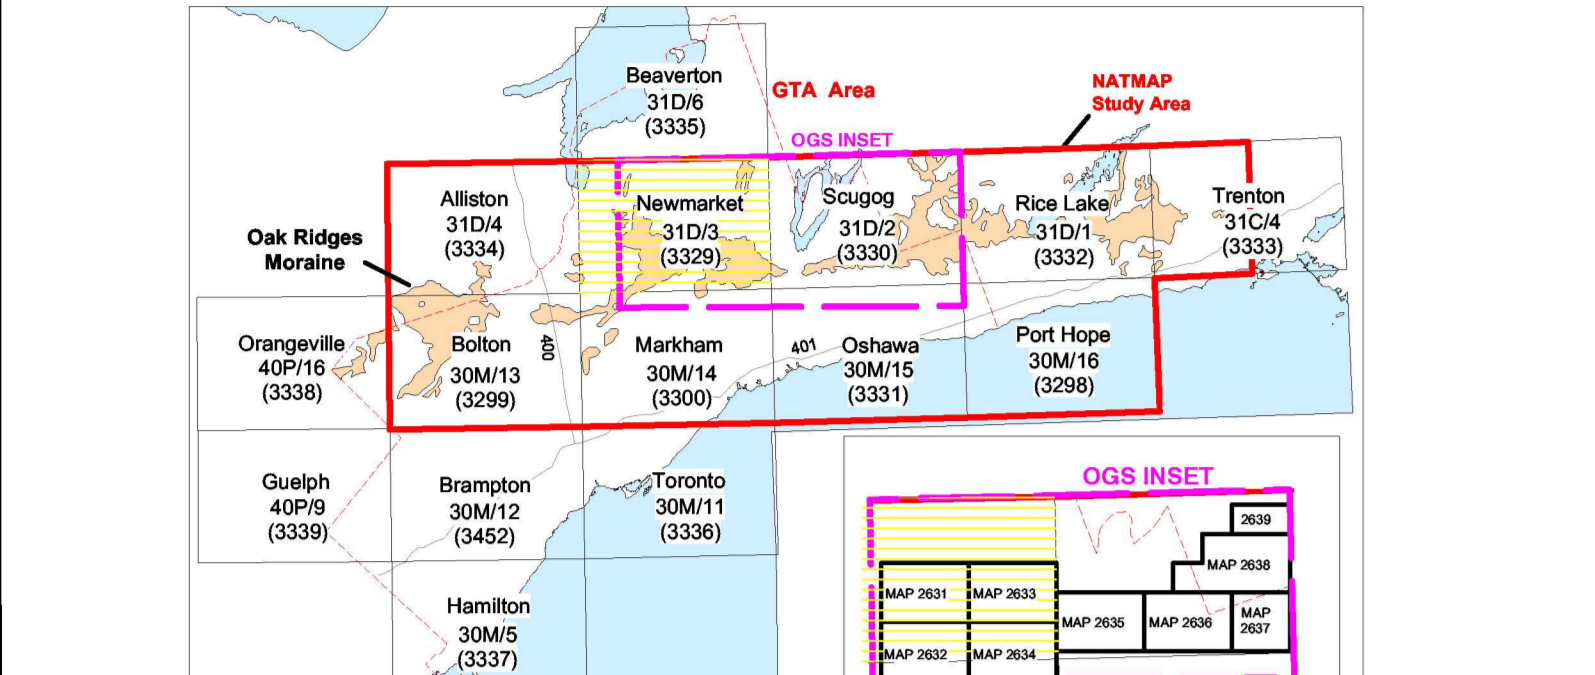 Beaverton
31D/6
(3335)
GTA Area
NATMAP
Study Area
OGS INSET
Alliston
31D/4
(3334)
Newmarket
31D/3
(3329)
Scugog
31D/2
(3330)
Rice Lake
31D/1
(3332)
Trenton
31C/4
(3333)
Oak Ridges
Moraine
Orangeville
40P/16
(3338)
Bolton
30M/13
(3299)
400
Markham
30M/14
(3300)
401
Oshawa
30M/15
(3331)
Port Hope
30M/16
(3298)
Guelph
40P/9
(3339)
Brampton
30M/12
(3452)
Toronto
30M/11
(3336)
Hamilton
30M/5
(3337)
OGS INSET
2639
MAP 2638
MAP 2631
MAP 2633
MAP 2635
MAP 2636
MAP
2637
MAP 2632
MAP 2634